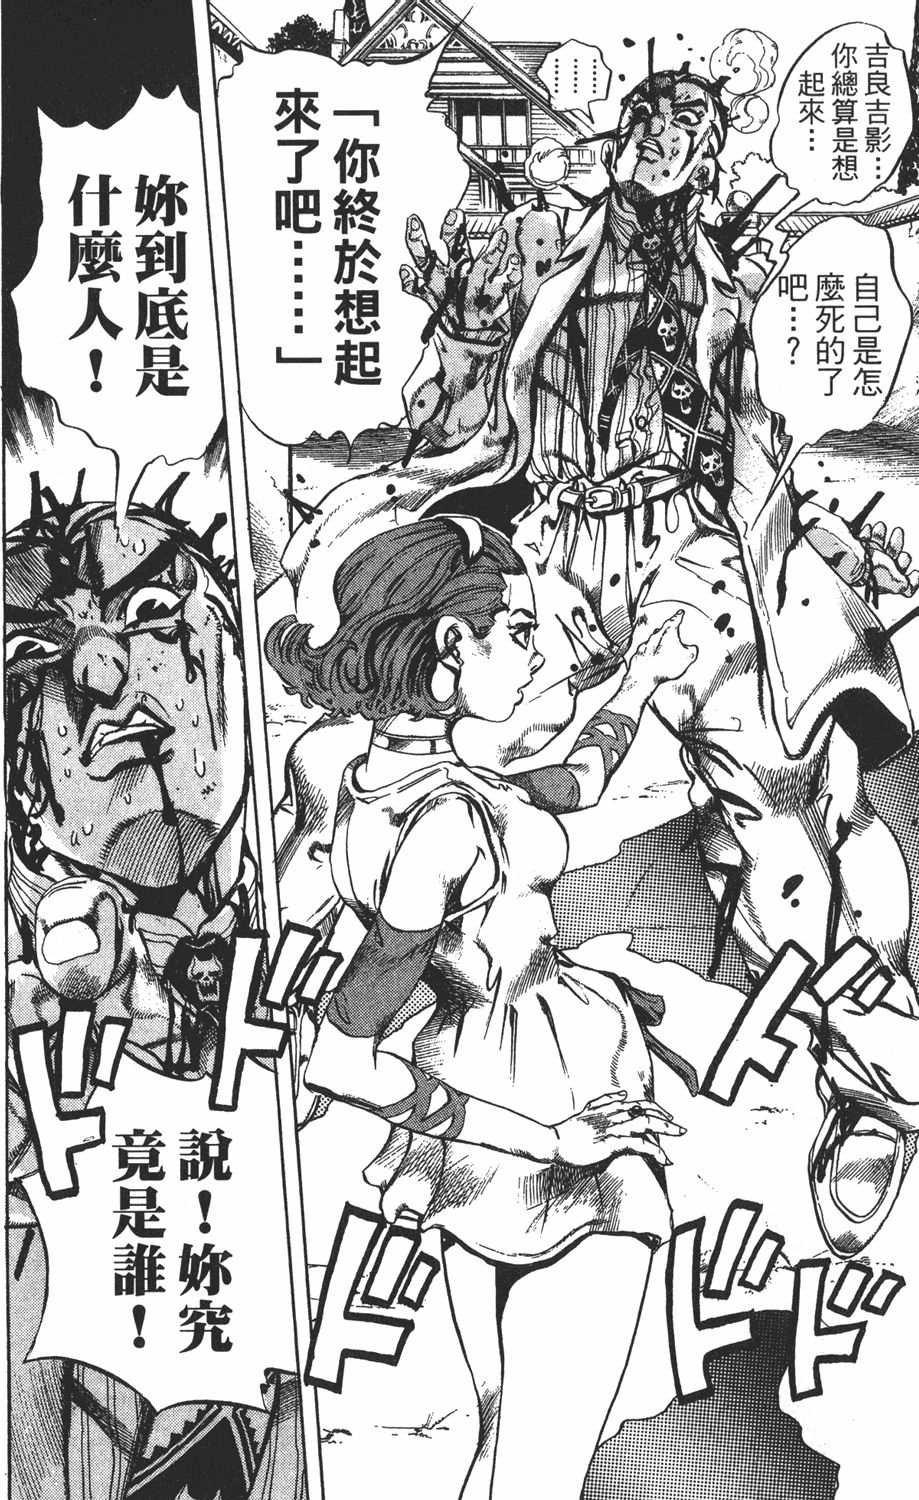 吉良吉影…
你總算是想
起來…
………
自己是怎
麼死的了
吧…?
「你終於想起
來了吧……」
妳到底是
什麼人！
說！妳究
竟是誰！
ドド
ドド
ドド
ドド